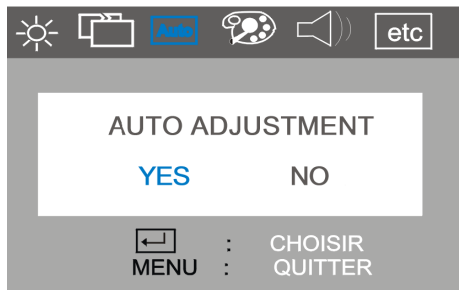 Auto etc
AUTO ADJUSTMENT
YES NO
: CHOISIR
MENU : QUITTER